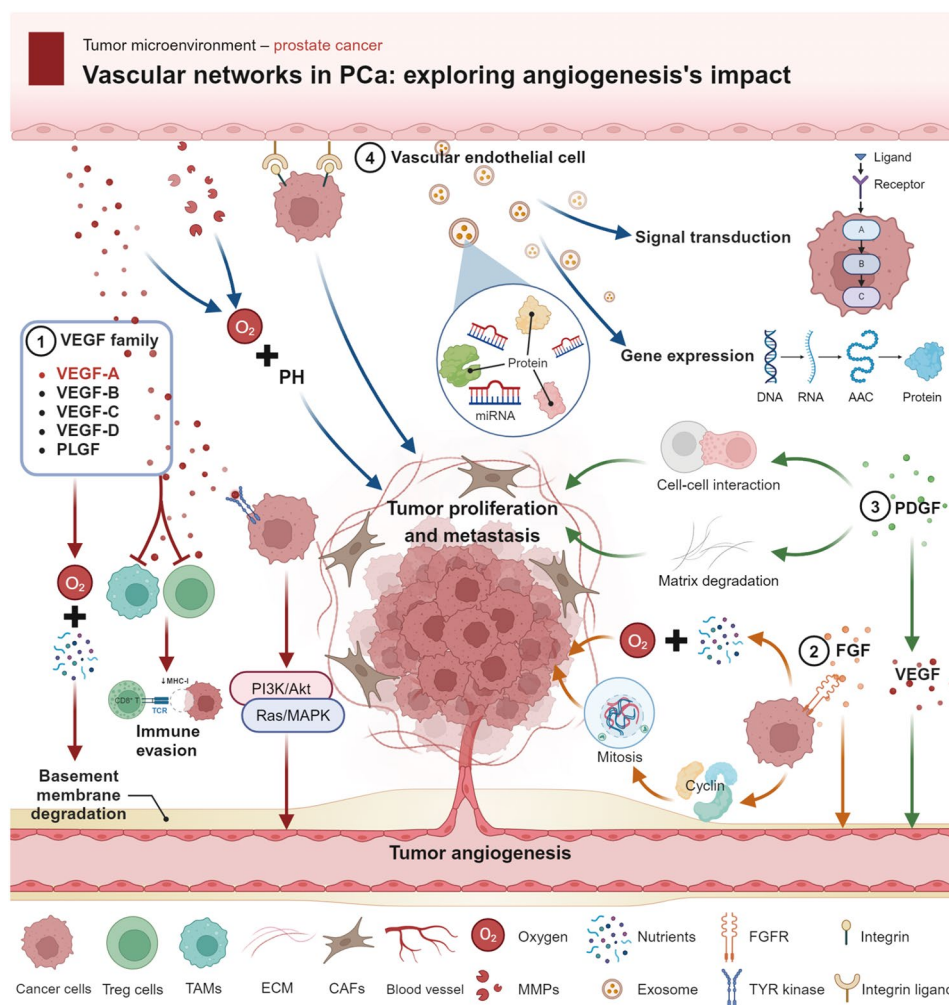 Tumor microenvironment – prostate cancer
Vascular networks in PCa: exploring angiogenesis's impact
4 Vascular endothelial cell
Ligand
Receptor
A
B
C
Signal transduction
O2
+
PH
1 VEGF family
• VEGF-A
• VEGF-B
• VEGF-C
• VEGF-D
• PLGF
Protein
miRNA
Gene expression
DNA
RNA
AAC
Protein
Cell-cell interaction
3 PDGF
Matrix degradation
Tumor proliferation
and metastasis
O2
+
↓MHC-I
CD8+ T
TCR
Immune
evasion
PI3K/Akt
Ras/MAPK
O2 +
2 FGF
VEGF
Mitosis
Cyclin
Basement
membrane
degradation
Tumor angiogenesis
Cancer cells
Treg cells
TAMs
ECM
CAFs
Blood vessel
O2 Oxygen
Nutrients
FGFR
Integrin
MMPs
Exosome
TYR kinase
Integrin ligand